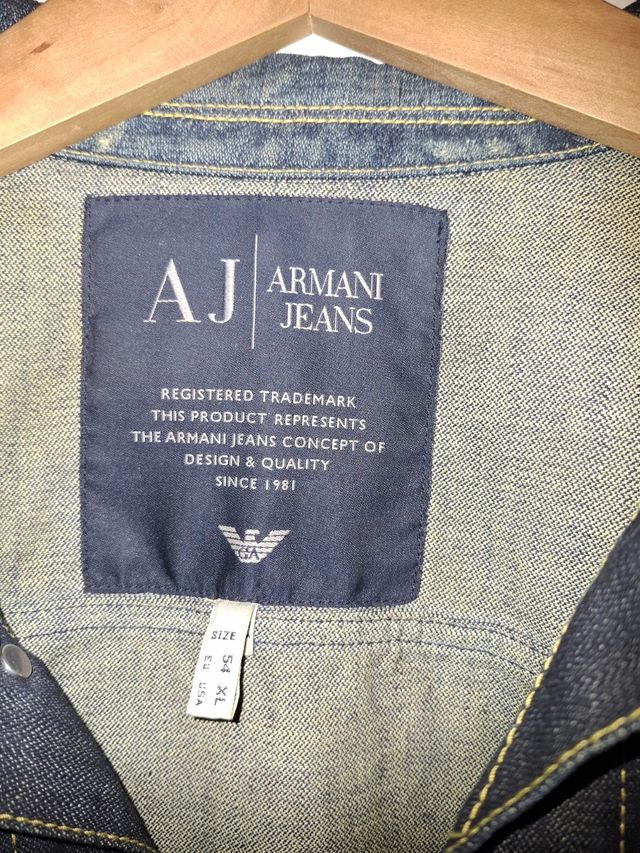 AJ | ARMANI
JEANS
REGISTERED TRADEMARK
THIS PRODUCT REPRESENTS
THE ARMANI JEANS CONCEPT OF
DESIGN & QUALITY
SINCE 1981
GA
SIZE 54 XL
EU USA